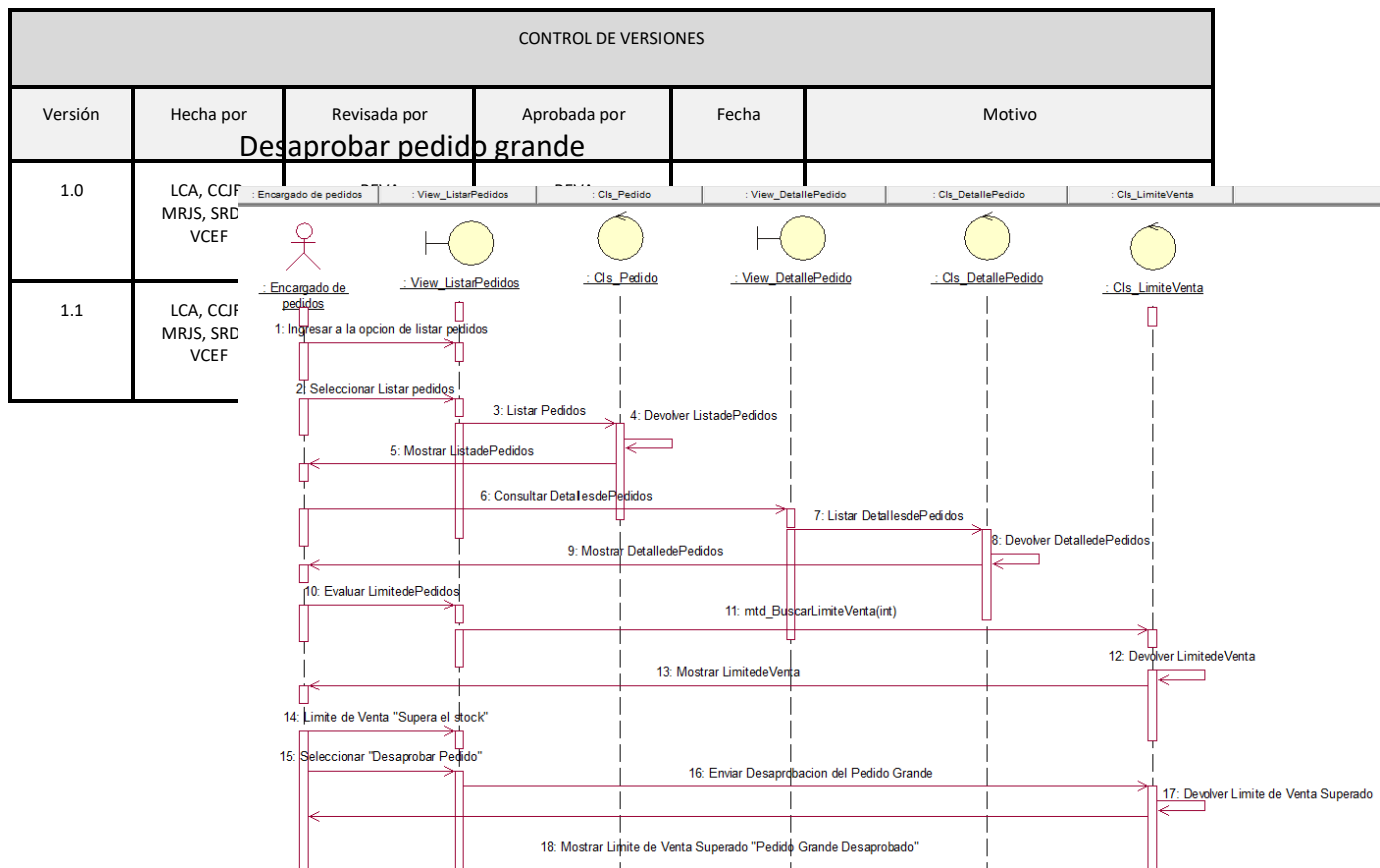 CONTROL DE VERSIONES
Versión Hecha por Revisada por Aprobada por Fecha Motivo
Desaprobar pedido grande
1.0 LCA,
MRJS,
VCEF
: Encargado de pedidos : View_ListarPedidos : Cls_Pedido : View_DetallePedido : Cls_DetallePedido : Cls_LimiteVenta
: Encargado de
pedidos
: View_ListarPedidos
: Cls_Pedido
: View_DetallePedido
: Cls_DetallePedido
: Cls_LimiteVenta
1.1 LCA,
MRJS,
VCEF
1: Ingresar a la opcion de listar pedidos
2: Seleccionar Listar pedidos
3: Listar Pedidos
4: Devolver ListadePedidos
5: Mostrar ListadePedidos
6: Consultar DetallesdePedidos
7: Listar DetallesdePedidos
8: Devolver DetalledePedidos
9: Mostrar DetalledePedidos
10: Evaluar LimitedePedidos
11: mtd_BuscarLimiteVenta(int)
12: Devolver LimitedeVenta
13: Mostrar LimitedeVenta
14: Limite de Venta "Supera el stock"
15: Seleccionar "Desaprobar Pedido"
16: Enviar Desaprobacion del Pedido Grande
17: Devolver Limite de Venta Superado
18: Mostrar Limite de Venta Superado "Pedido Grande Desaprobado"